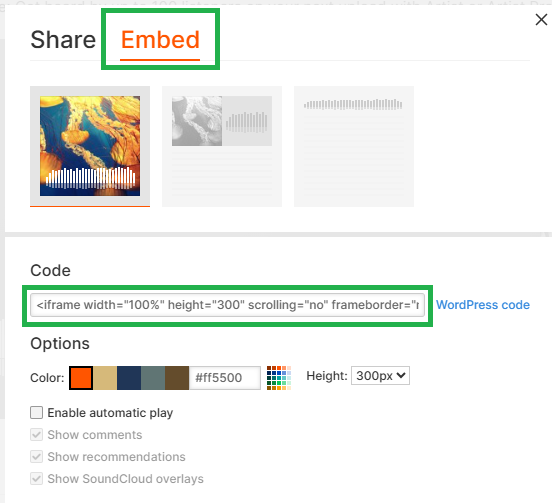 Share Embed
Code
<iframe width="100%" height="300" scrolling="no" frameborder="r
WordPress code
Options
Color: #ff5500 Height: 300px
Enable automatic play
Show comments
Show recommendations
Show SoundCloud overlays